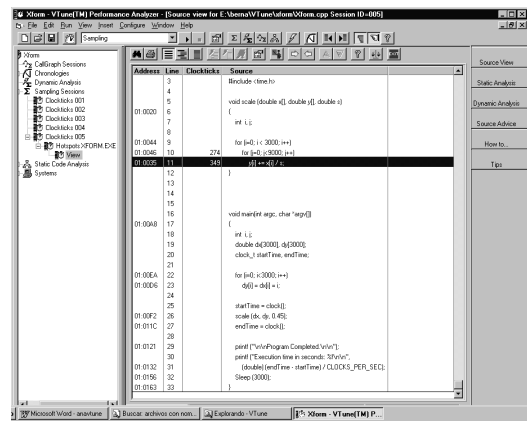 Xform - VTune(TM) Performance Analyzer - [Source view for E:\berna\VTune\xform\Xform.cpp Session ID=005]
File Edit Run View Insert Configure Window Help
Sampling
Xform
CallGraph Sessions
Chronologies
Dynamic Analysis
Sampling Sessions
Clockticks 001
Clockticks 002
Clockticks 003
Clockticks 004
Clockticks 005
Hotspots XFORM.EXE
View
Static Code Analysis
Systems
Address Line Clockticks Source
3 #include <time.h>
4
5 void scale (double x[], double y[], double s)
01:0020 6 {
7 int i, j;
8
01:0044 9 for (i=0; i < 3000; i++)
01:0046 10 274 for (j=0; j<9000; j++)
01:0035 11 349 y[i] += x[i] / s;
12 }
13
14
15
16 void main(int argc, char *argv[])
01:00A8 17 {
18 int i, j;
19 double dx[3000], dy[3000];
20 clock_t startTime, endTime;
21
01:00EA 22 for (i=0; i<3000; i++)
01:00D6 23 dy[i] = dx[i] = i;
24
25 startTime = clock();
01:00F2 26 scale (dx, dy, 0.45);
01:011C 27 endTime = clock();
28
01:0121 29 printf ("\n\nProgram Completed.\n\n");
30 printf ("Execution time in seconds: %f\n\n",
01:0132 31 (double) (endTime - startTime) / CLOCKS_PER_SEC);
01:0156 32 Sleep (3000);
01:0163 33 }
Source View
Static Analysis
Dynamic Analysis
Source Advice
How to...
Tips
Microsoft Word - anavtune
Buscar: archivos con nom...
Explorando - VTune
Xform - VTune(TM) P...